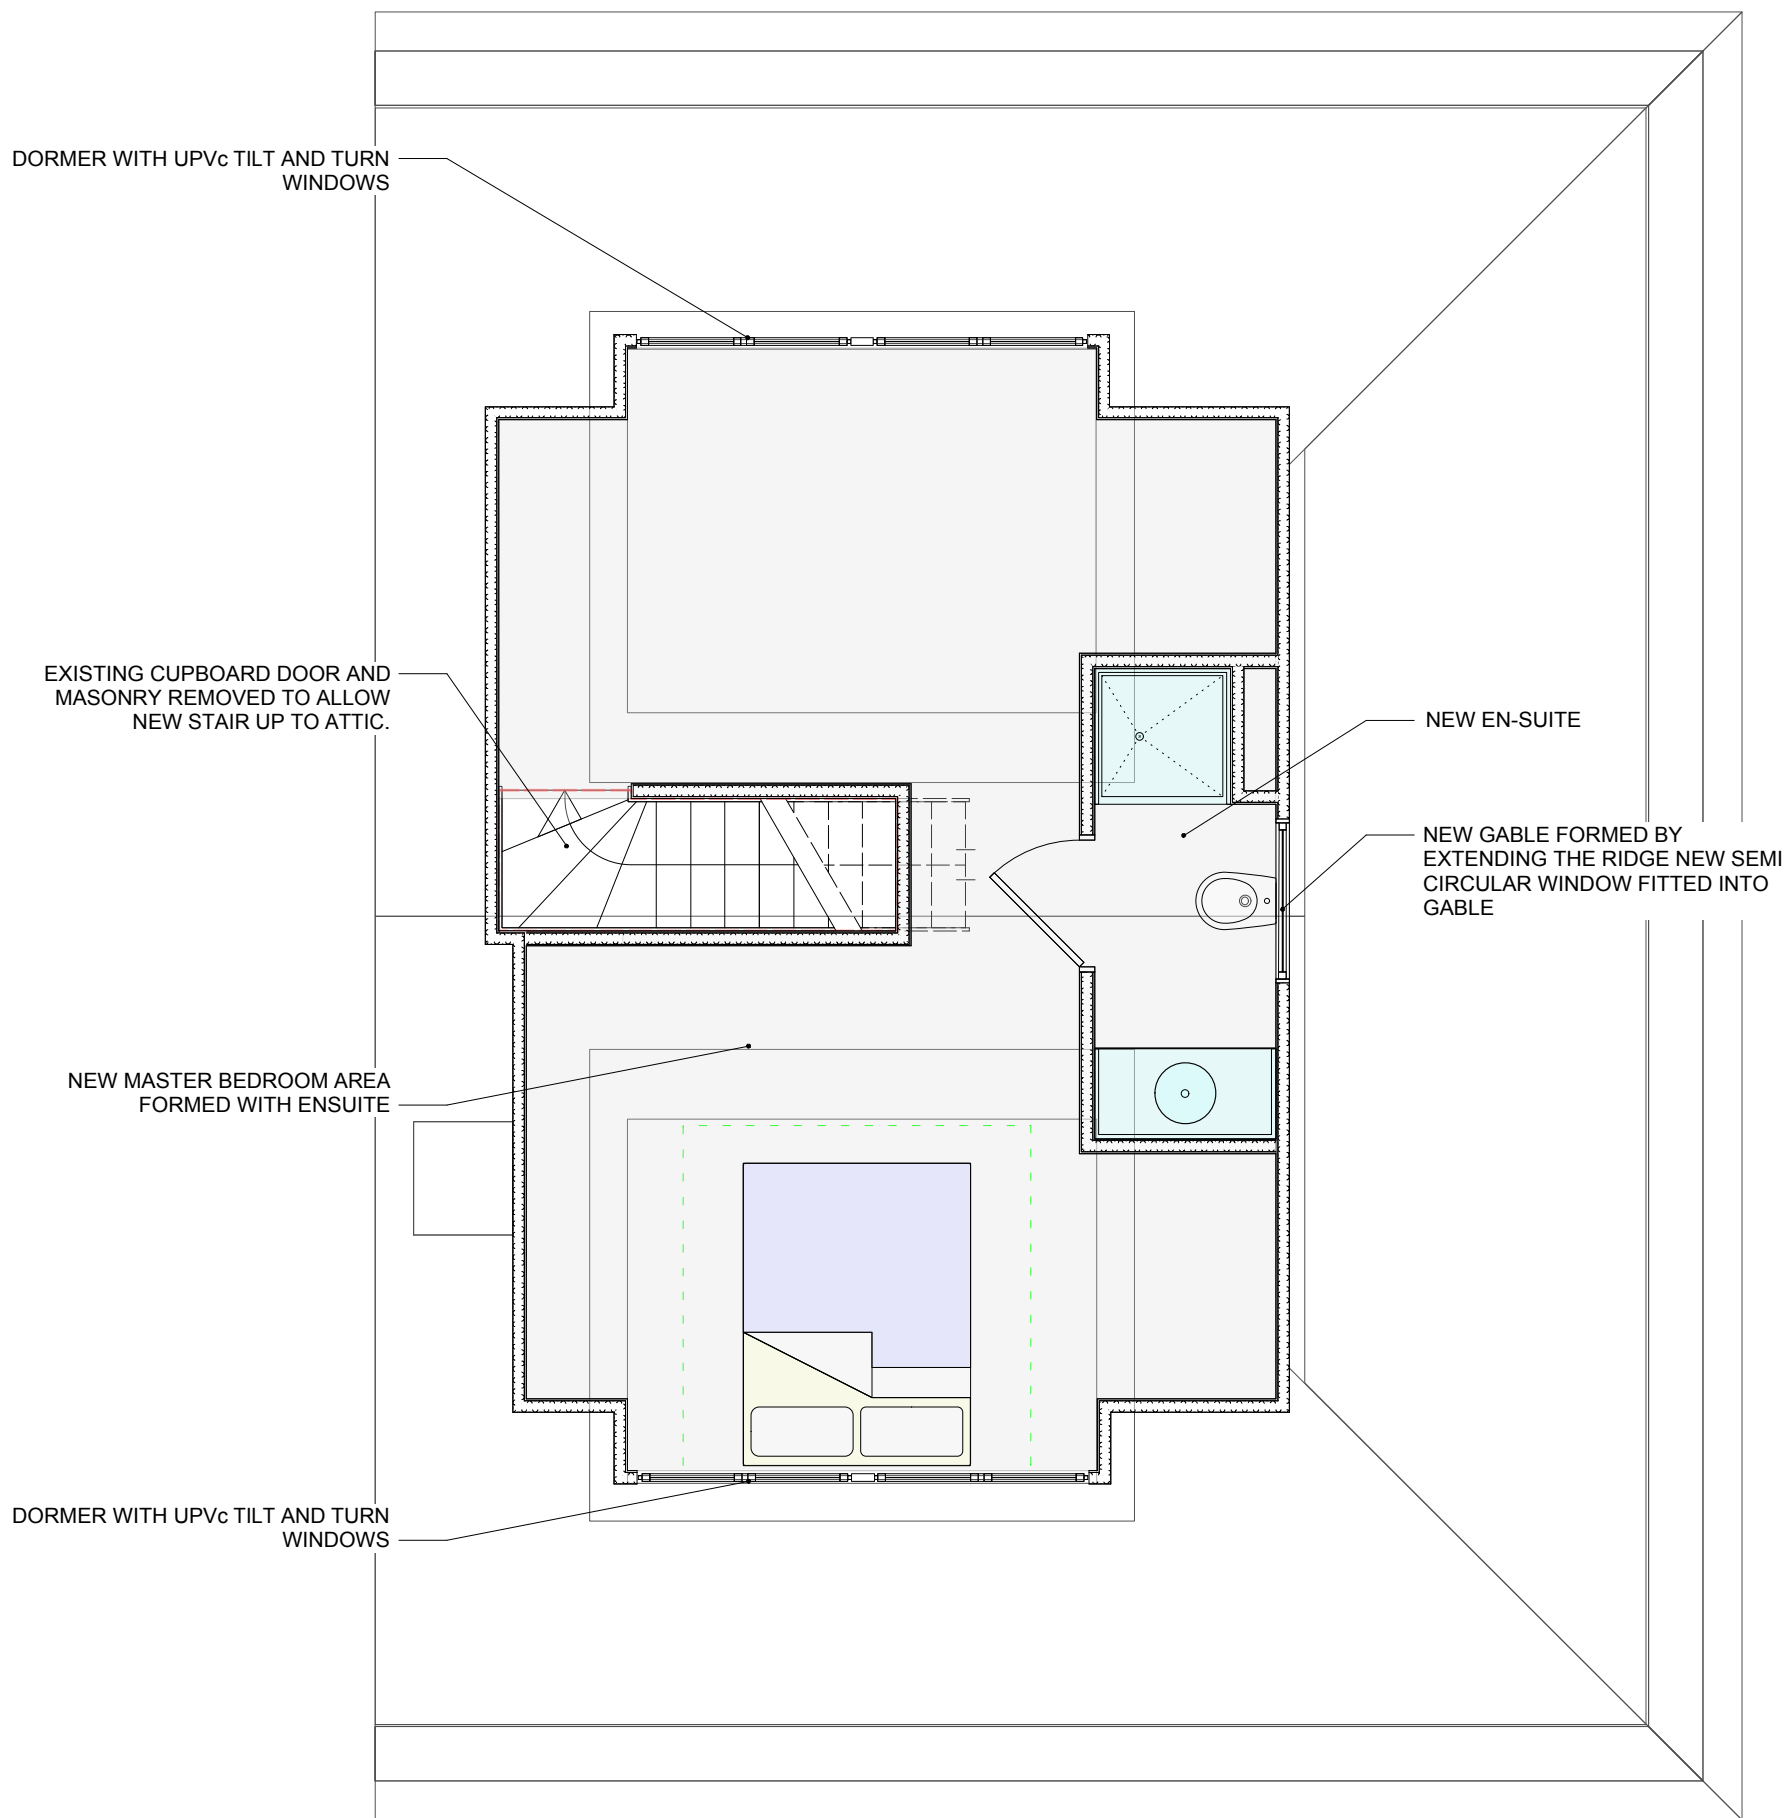 DORMER WITH UPVc TILT AND TURN
WINDOWS
EXISTING CUPBOARD DOOR AND
MASONRY REMOVED TO ALLOW
NEW STAIR UP TO ATTIC.
NEW EN-SUITE
NEW GABLE FORMED BY
EXTENDING THE RIDGE NEW SEMI
CIRCULAR WINDOW FITTED INTO
GABLE
NEW MASTER BEDROOM AREA
FORMED WITH ENSUITE
DORMER WITH UPVc TILT AND TURN
WINDOWS